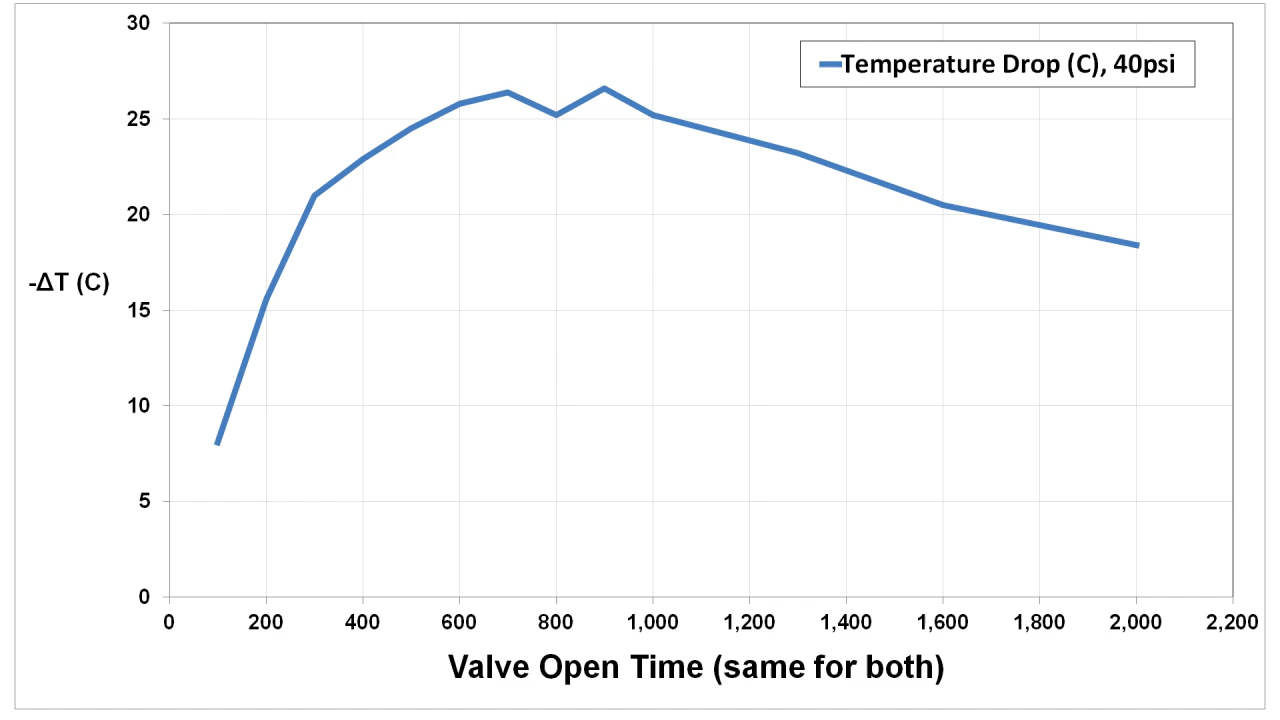 30
25
20
15
10
5
0
-ΔT (C)
Temperature Drop (C), 40psi
0 200 400 600 800 1,000 1,200 1,400 1,600 1,800 2,000 2,200
Valve Open Time (same for both)